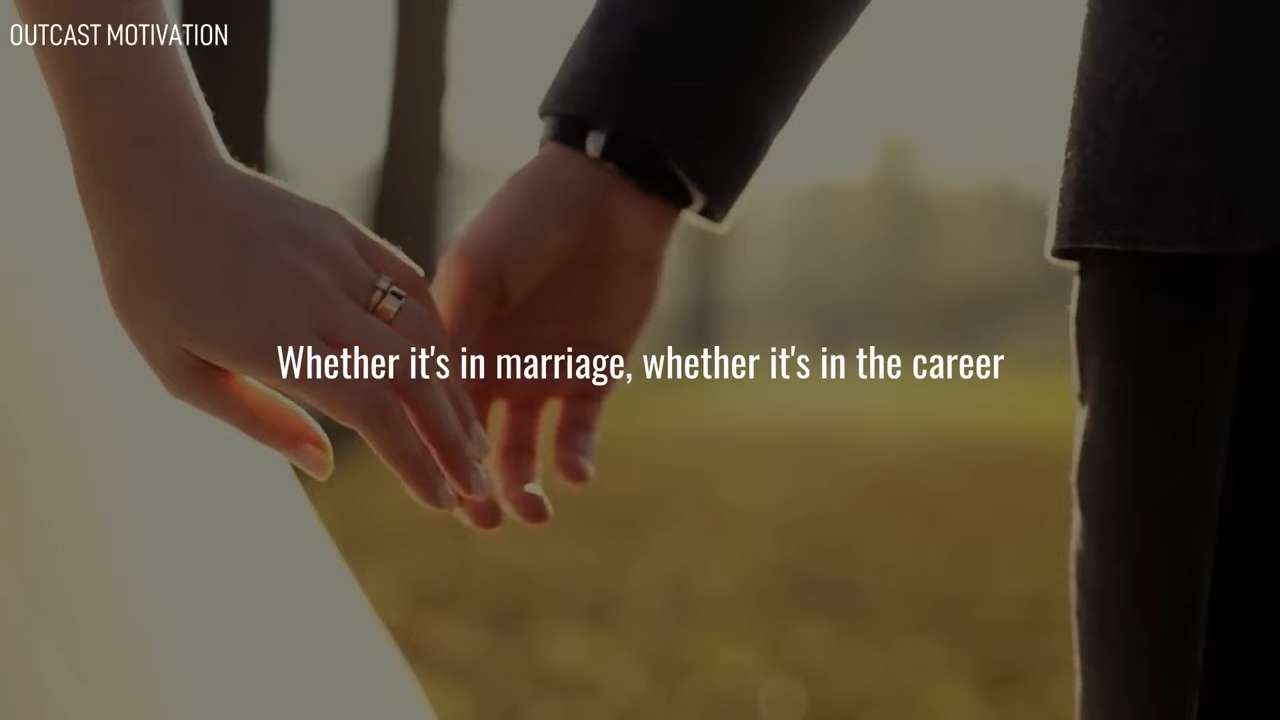 OUTCAST MOTIVATION
Whether it's in marriage, whether it's in the career